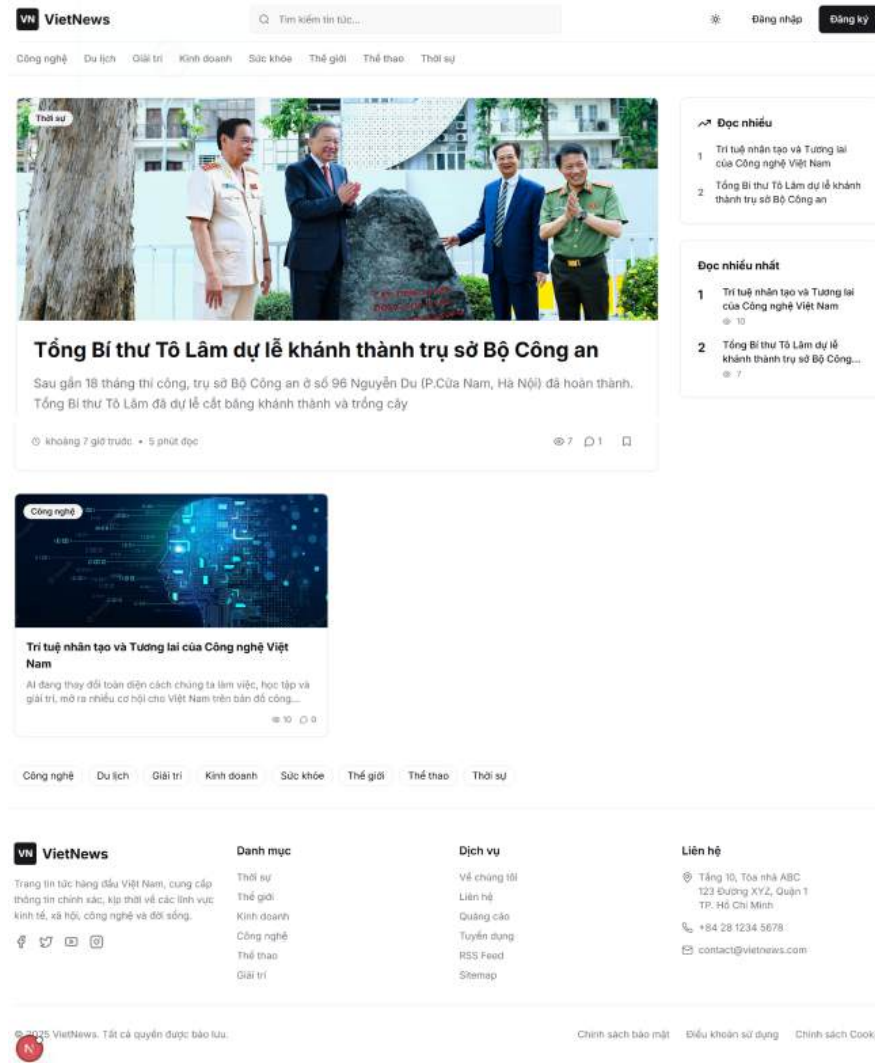 VN VietNews
Tìm kiếm tin tức...
Đăng nhập
Đăng ký
Công nghệ Du lịch Giải trí Kinh doanh Sức khỏe Thế giới Thể thao Thời sự
Thời sự
Tổng Bí thư Tô Lâm dự lễ khánh thành trụ sở Bộ Công an
Sau gần 18 tháng thi công, trụ sở Bộ Công an ở số 96 Nguyễn Du (P.Cửa Nam, Hà Nội) đã hoàn thành.
Tổng Bí thư Tô Lâm đã dự lễ cắt băng khánh thành và trồng cây
khoảng 7 giờ trước • 5 phút đọc
7 1
Đọc nhiều
1 Trí tuệ nhân tạo và Tương lai
của Công nghệ Việt Nam
2 Tổng Bí thư Tô Lâm dự lễ khánh
thành trụ sở Bộ Công an
Đọc nhiều nhất
1 Trí tuệ nhân tạo và Tương lai
của Công nghệ Việt Nam
10
2 Tổng Bí thư Tô Lâm dự lễ
khánh thành trụ sở Bộ Công...
7
Công nghệ
Trí tuệ nhân tạo và Tương lai của Công nghệ Việt
Nam
AI đang thay đổi toàn diện cách chúng ta làm việc, học tập và
giải trí, mở ra nhiều cơ hội cho Việt Nam trên bản đồ công...
10 0
Công nghệ Du lịch Giải trí Kinh doanh Sức khỏe Thế giới Thể thao Thời sự
VN VietNews
Trang tin tức hàng đầu Việt Nam, cung cấp
thông tin chính xác, kịp thời về các lĩnh vực
kinh tế, xã hội, công nghệ và đời sống.
Danh mục
Thời sự
Thế giới
Kinh doanh
Công nghệ
Thể thao
Giải trí
Dịch vụ
Về chúng tôi
Liên hệ
Quảng cáo
Tuyển dụng
RSS Feed
Sitemap
Liên hệ
Tầng 10, Tòa nhà ABC
123 Đường XYZ, Quận 1
TP. Hồ Chí Minh
+84 28 1234 5678
contact@vietnews.com
© 2025 VietNews. Tất cả quyền được bảo lưu.
Chính sách bảo mật Điều khoản sử dụng Chính sách Cook
N